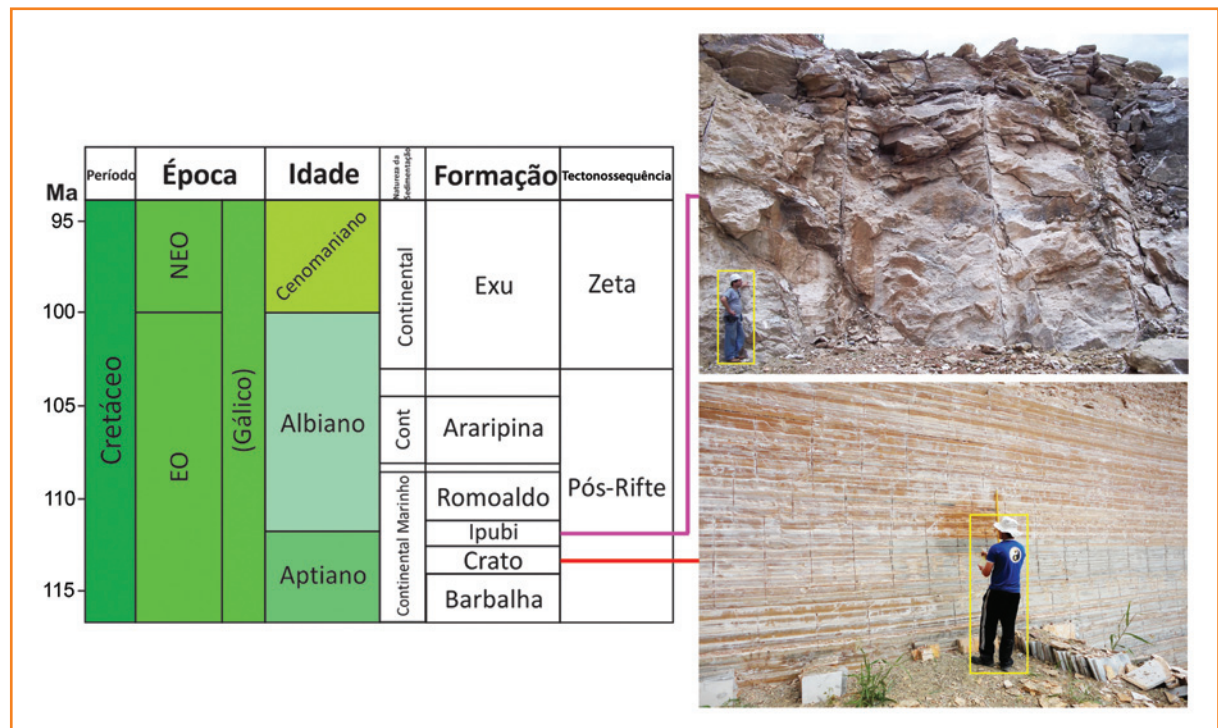 Período Época Idade Natureza da Sedimentação Formação Tectonossequência
Ma
95
100
105
110
115
Cretáceo
NEO
EO
(Gálico)
Cenomaniano
Albiano
Aptiano
Continental
Cont
Continental Marinho
Exu
Araripina
Romoaldo
Ipubi
Crato
Barbalha
Zeta
Pós-Rifte